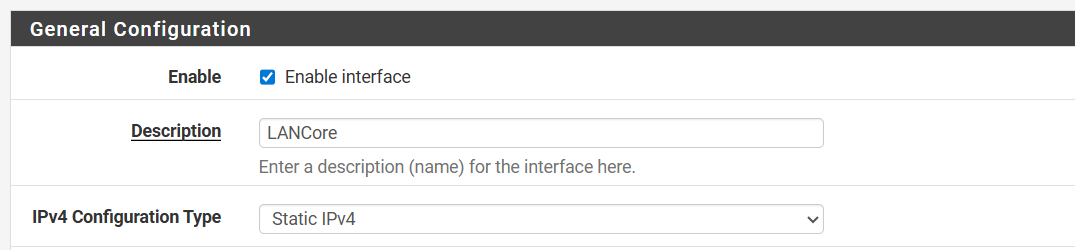 General Configuration
Enable Enable interface
Description LANCore
Enter a description (name) for the interface here.
IPv4 Configuration Type Static IPv4